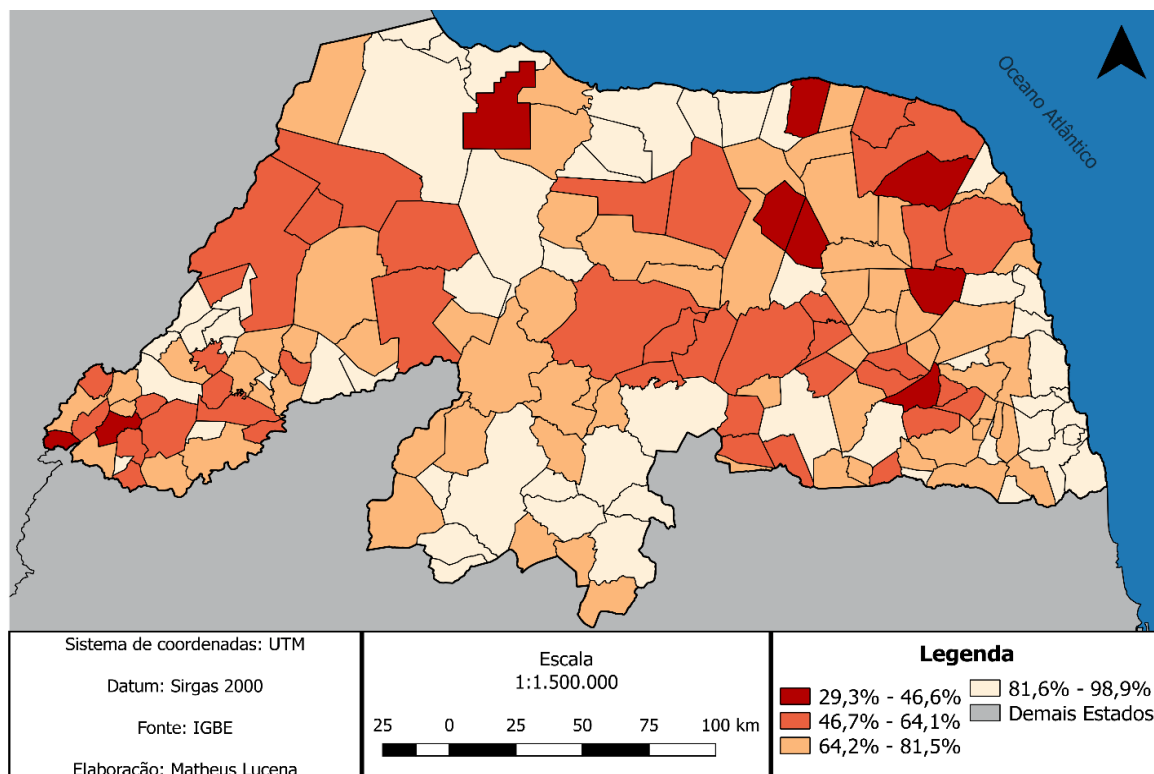 Oceano Atlântico
Sistema de coordenadas: UTM
Datum: Sirgas 2000
Fonte: IGBE
Elaboração: Matheus Lucena
Escala
1:1.500.000
25 0 25 50 75 100 km
Legenda
29,3% - 46,6%
46,7% - 64,1%
64,2% - 81,5%
81,6% - 98,9%
Demais Estados